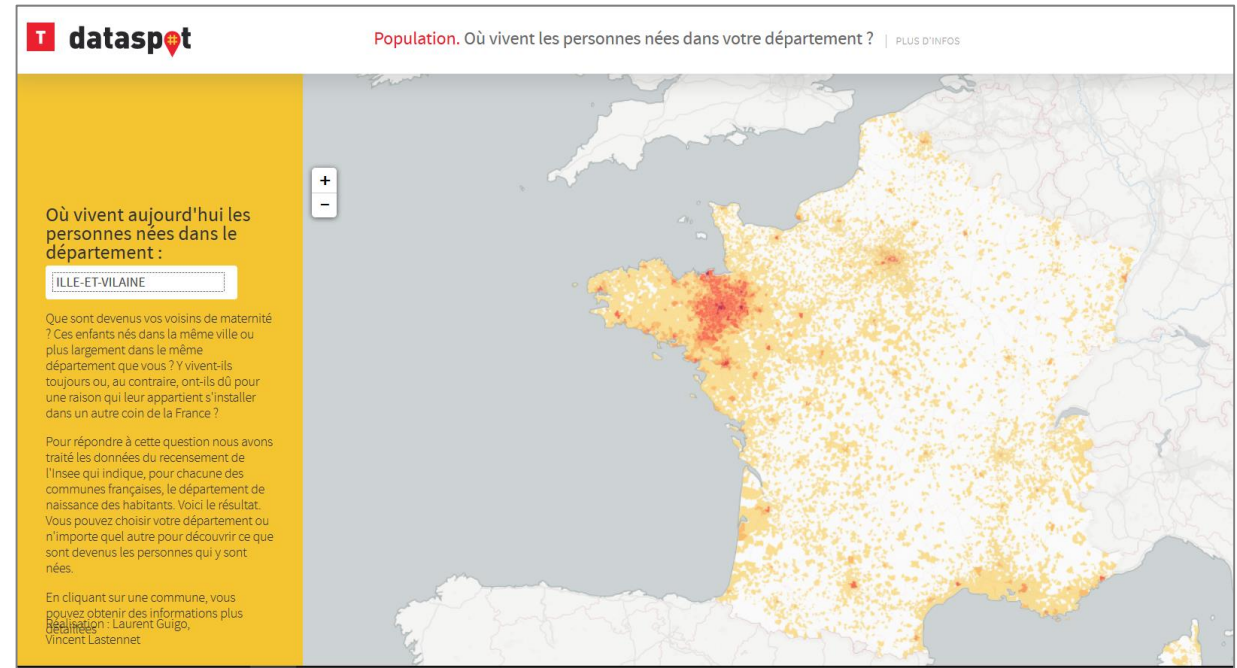 T dataspot
Population. Où vivent les personnes nées dans votre département ? | PLUS D'INFOS
+
−
Où vivent aujourd'hui les
personnes nées dans le
département :
ILLE-ET-VILAINE
Que sont devenus vos voisins de maternité
? Ces enfants nés dans la même ville ou
plus largement dans le même
département que vous ? Y vivent-ils
toujours ou, au contraire, ont-ils dû pour
une raison qui leur appartient s'installer
dans un autre coin de la France ?
Pour répondre à cette question nous avons
traité les données du recensement de
l'Insee qui indique, pour chacune des
communes françaises, le département de
naissance des habitants. Voici le résultat.
Vous pouvez choisir votre département ou
n'importe quel autre pour découvrir ce que
sont devenus les personnes qui y sont
nées.
En cliquant sur une commune, vous
pouvez obtenir des informations plus
détaillées
Réalisation : Laurent Guigo,
Vincent Lastennet